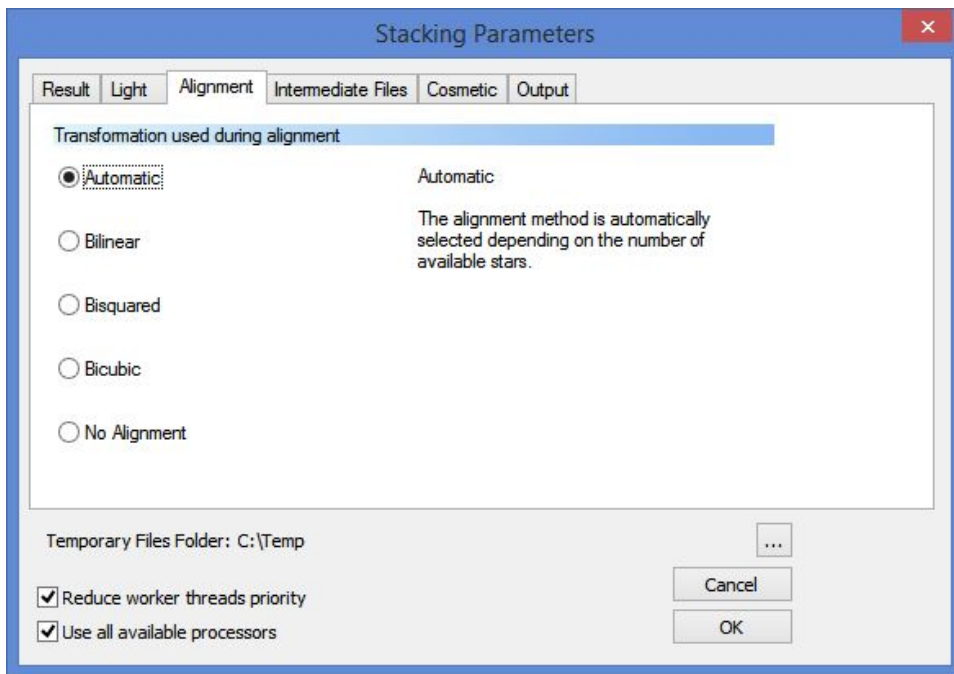 Stacking Parameters
Result
Light
Alignment
Intermediate Files
Cosmetic
Output
Transformation used during alignment
Automatic
Bilinear
Bisquared
Bicubic
No Alignment
Automatic
The alignment method is automatically
selected depending on the number of
available stars.
Temporary Files Folder: C:\Temp
...
Reduce worker threads priority
Use all available processors
Cancel
OK